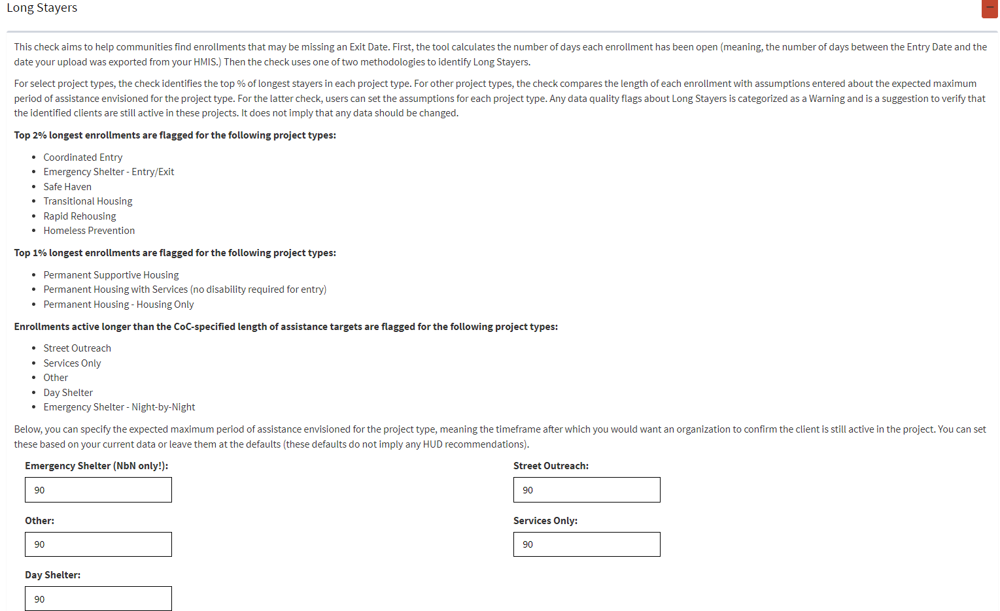 Long Stayers
This check aims to help communities find enrollments that may be missing an Exit Date. First, the tool calculates the number of days each enrollment has been open (meaning, the number of days between the Entry Date and the
date your upload was exported from your HMIS.) Then the check uses one of two methodologies to identify Long Stayers.
For select project types, the check identifies the top % of longest stayers in each project type. For other project types, the check compares the length of each enrollment with assumptions entered about the expected maximum
period of assistance envisioned for the project type. For the latter check, users can set the assumptions for each project type. Any data quality flags about Long Stayers is categorized as a Warning and is a suggestion to verify that
the identified clients are still active in these projects. It does not imply that any data should be changed.
Top 2% longest enrollments are flagged for the following project types:
• Coordinated Entry
• Emergency Shelter - Entry/Exit
• Safe Haven
• Transitional Housing
• Rapid Rehousing
• Homeless Prevention
Top 1% longest enrollments are flagged for the following project types:
• Permanent Supportive Housing
• Permanent Housing with Services (no disability required for entry)
• Permanent Housing - Housing Only
Enrollments active longer than the CoC-specified length of assistance targets are flagged for the following project types:
• Street Outreach
• Services Only
• Other
• Day Shelter
• Emergency Shelter - Night-by-Night
Below, you can specify the expected maximum period of assistance envisioned for the project type, meaning the timeframe after which you would want an organization to confirm the client is still active in the project. You can set
these based on your current data or leave them at the defaults (these defaults do not imply any HUD recommendations).
Emergency Shelter (NbN only!):
90
Street Outreach:
90
Other:
90
Services Only:
90
Day Shelter:
90